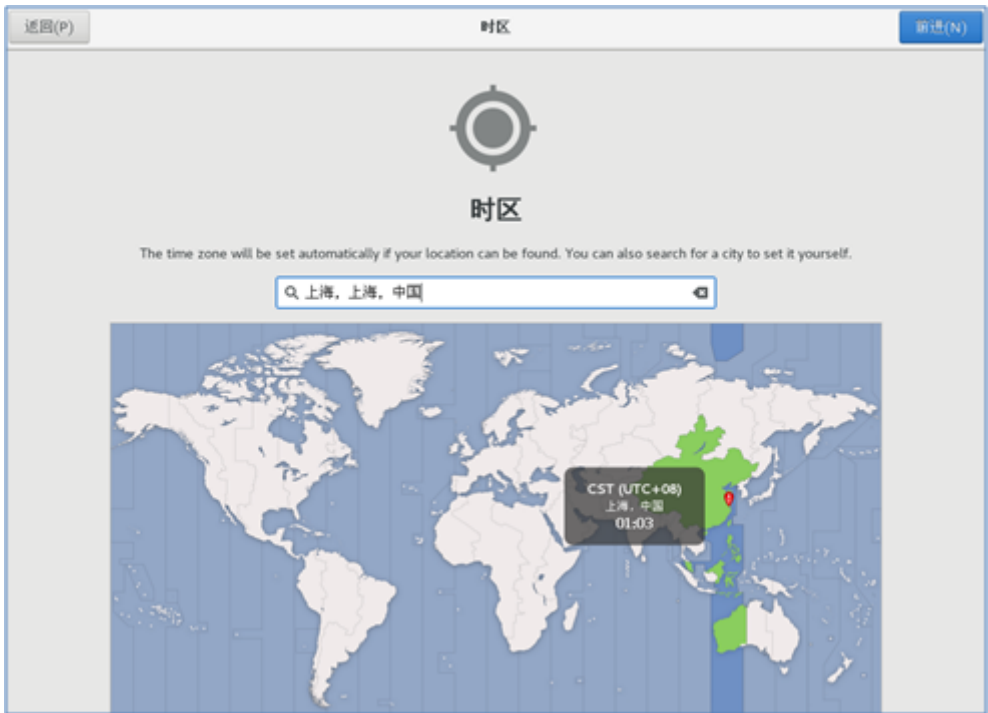 返回(P)
时区
前进(N)
时区
The time zone will be set automatically if your location can be found. You can also search for a city to set it yourself.
上海，上海，中国
CST (UTC+08)
上海，中国
01:03